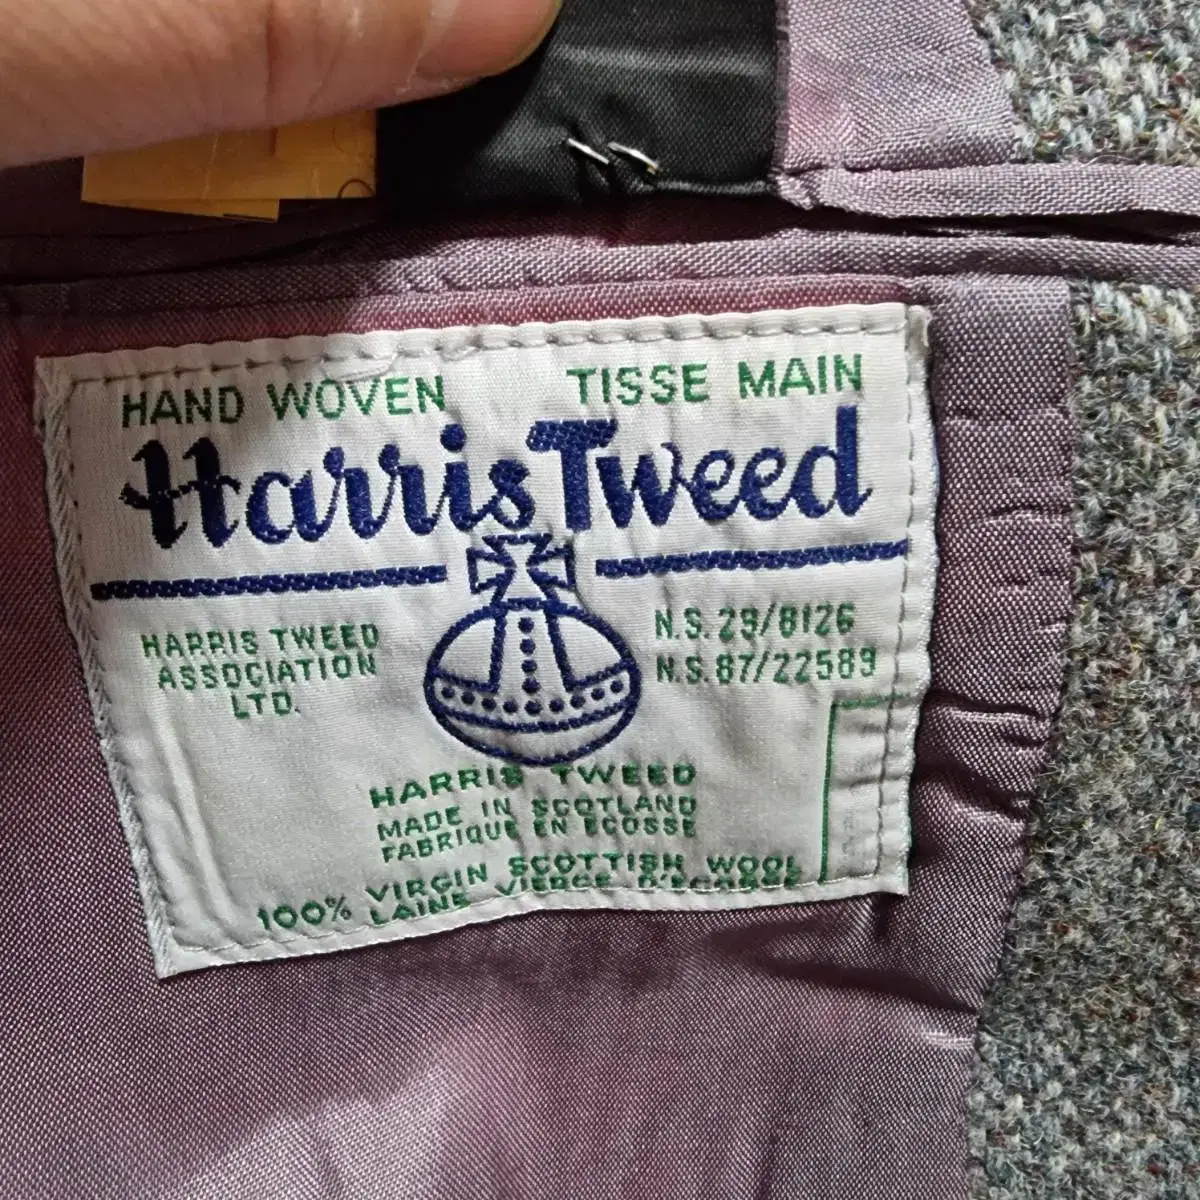 HAND WOVEN TISSE MAIN
Harris Tweed
HARRIS TWEED
ASSOCIATION
LTD.
N.S. 29/8126
N.S. 87/22589
HARRIS TWEED
MADE IN SCOTLAND
FABRIQUE EN ECOSSE
100% VIRGIN SCOTTISH WOOL
LAINE VIERGE D'ECOSSE